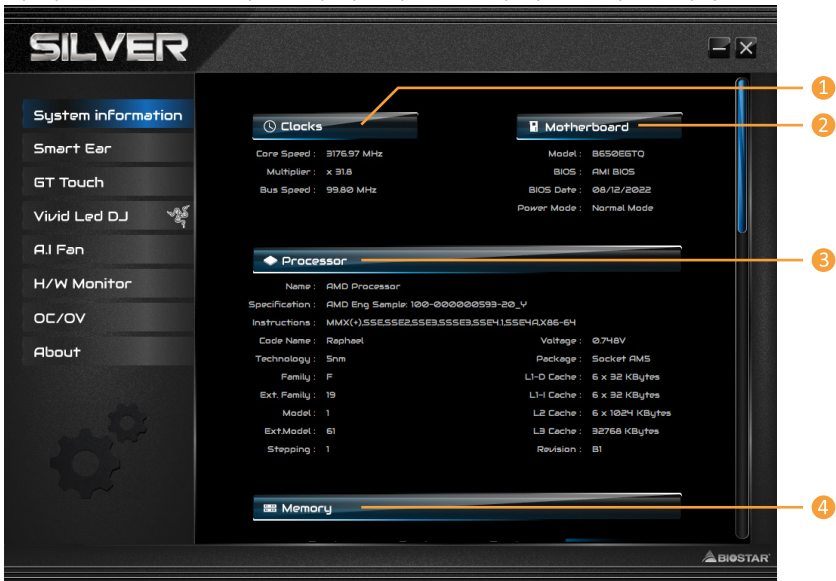 SILVER
System information
Smart Ear
GT Touch
Vivid Led DJ
A.I Fan
H/W Monitor
OC/OV
About
Clocks
Core Speed : 3176.97 MHz
Multiplier : x 31.8
Bus Speed : 99.80 MHz
Motherboard
Model : B650EGTQ
BIOS : AMI BIOS
BIOS Date : 08/12/2022
Power Mode : Normal Mode
Processor
Name : AMD Processor
Specification : AMD Eng Sample: 100-000000593-20_Y
Instructions : MMX(+),SSE,SSE2,SSE3,SSSE3,SSE4.1,SSE4A,X86-64
Code Name : Raphael
Technology : 5nm
Family : F
Ext. Family : 19
Model : 1
Ext.Model : 61
Stepping : 1
Voltage : 0.748V
Package : Socket AM5
L1-D Cache : 6 x 32 KBytes
L1-I Cache : 6 x 32 KBytes
L2 Cache : 6 x 1024 KBytes
L3 Cache : 32768 KBytes
Revision : B1
Memory
BIOSTAR
1
2
3
4